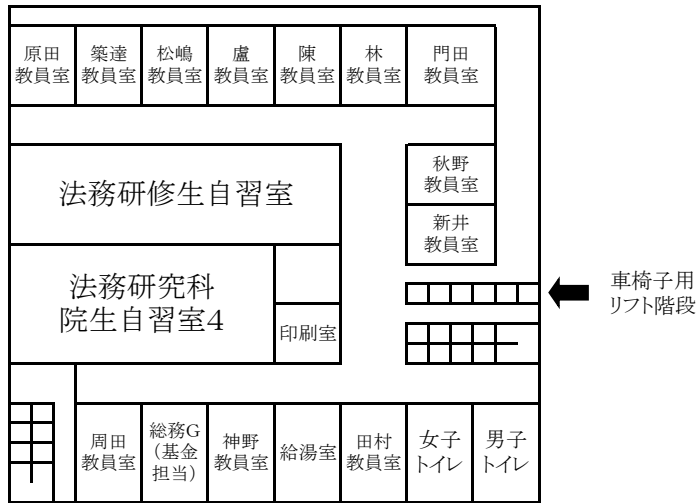 原田
教員室
築達
教員室
松嶋
教員室
盧
教員室
陳
教員室
林
教員室
門田
教員室
法務研修生自習室
秋野
教員室
新井
教員室
法務研究科
院生自習室4
印刷室
車椅子用
リフト階段
周田
教員室
総務G
(基金
担当)
神野
教員室
給湯室
田村
教員室
女子
トイレ
男子
トイレ